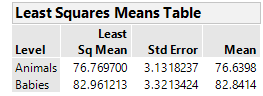 Least Squares Means Table
Least
Level Sq Mean Std Error Mean
Animals 76.769700 3.1318237 76.6398
Babies 82.961213 3.3213424 82.8414